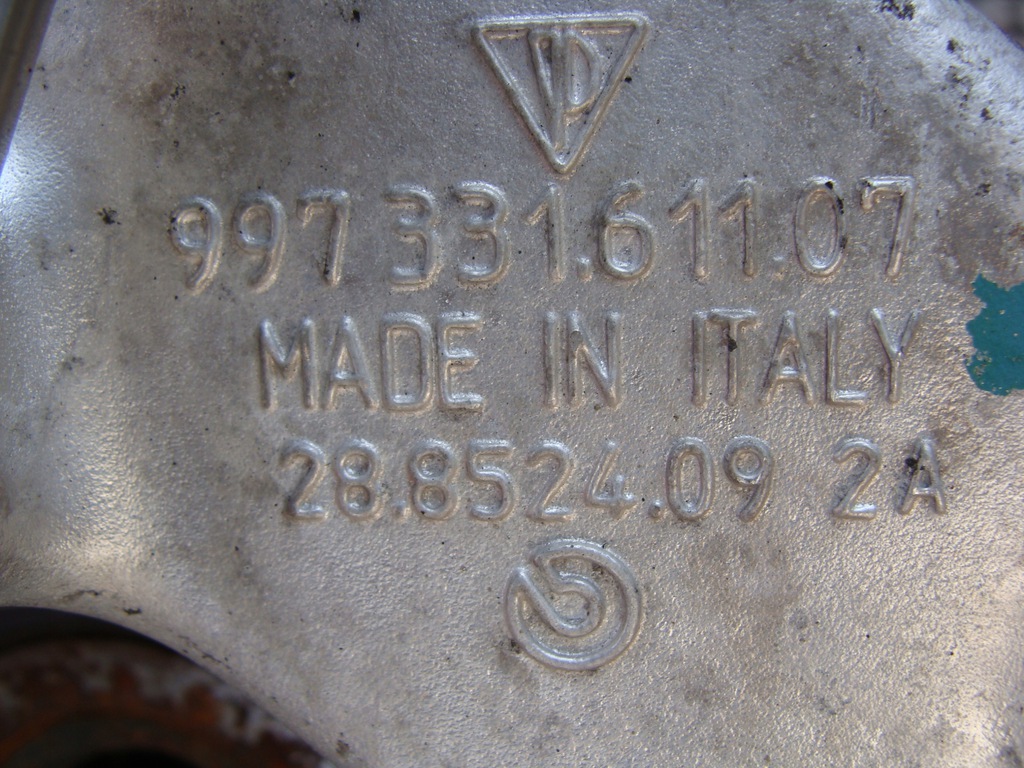 997 331.611.07
MADE IN ITALY
28.8524.09 2A